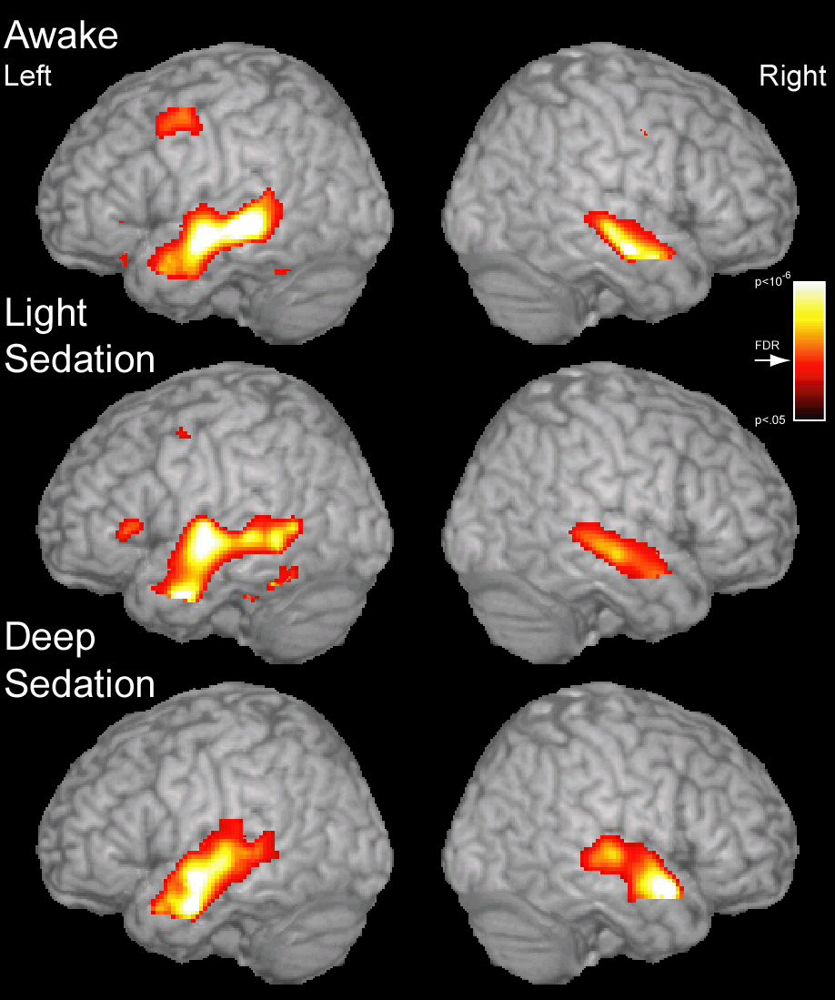 Awake
Left
Right
p<10-6
Light
Sedation
FDR
p<.05
Deep
Sedation